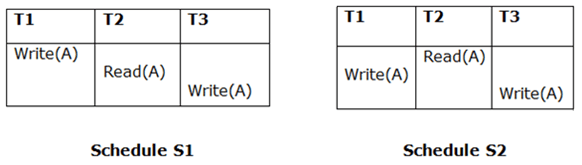 T1 T2 T3
Write(A)
Read(A)
Write(A)
Schedule S1
T1 T2 T3
Read(A)
Write(A)
Write(A)
Schedule S2